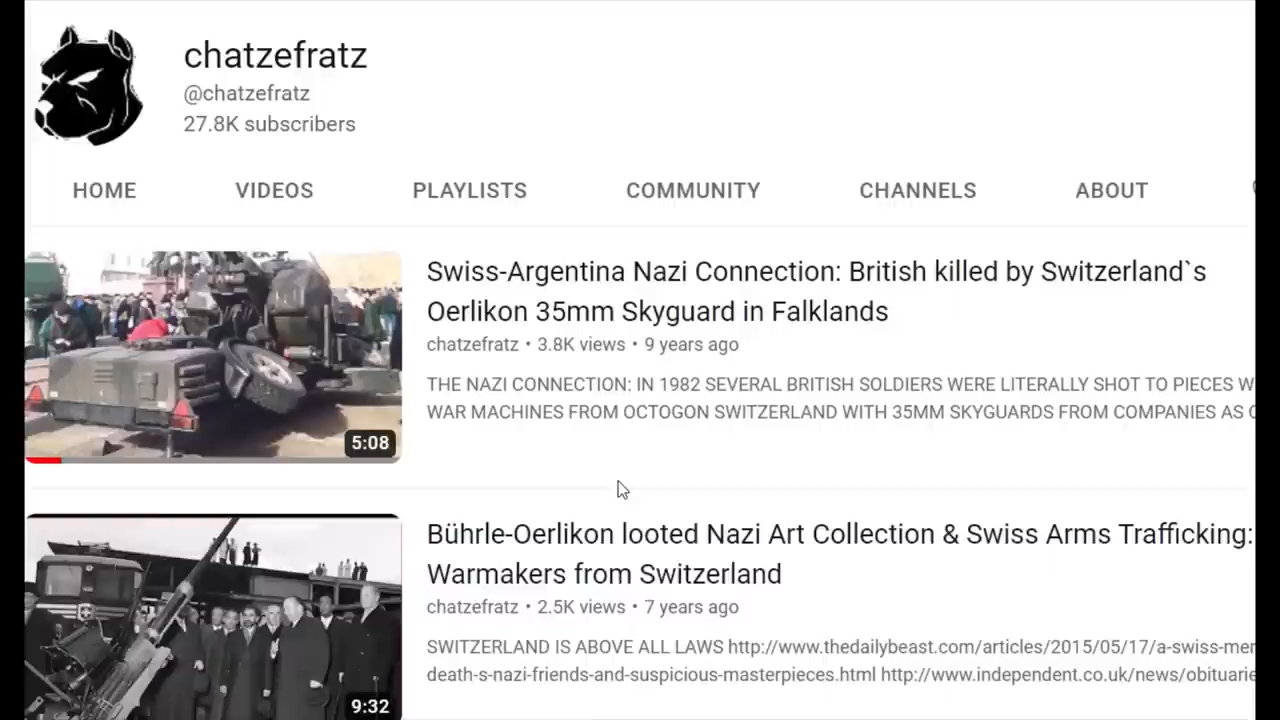 chatzefratz
@chatzefratz
27.8K subscribers
HOME VIDEOS PLAYLISTS COMMUNITY CHANNELS ABOUT
Swiss-Argentina Nazi Connection: British killed by Switzerland`s
Oerlikon 35mm Skyguard in Falklands
chatzefratz • 3.8K views • 9 years ago
THE NAZI CONNECTION: IN 1982 SEVERAL BRITISH SOLDIERS WERE LITERALLY SHOT TO PIECES W
WAR MACHINES FROM OCTOGON SWITZERLAND WITH 35MM SKYGUARDS FROM COMPANIES AS
5:08
Bührle-Oerlikon looted Nazi Art Collection & Swiss Arms Trafficking:
Warmakers from Switzerland
chatzefratz • 2.5K views • 7 years ago
SWITZERLAND IS ABOVE ALL LAWS http://www.thedailybeast.com/articles/2015/05/17/a-swiss-mer
death-s-nazi-friends-and-suspicious-masterpieces.html http://www.independent.co.uk/news/obituarie
9:32